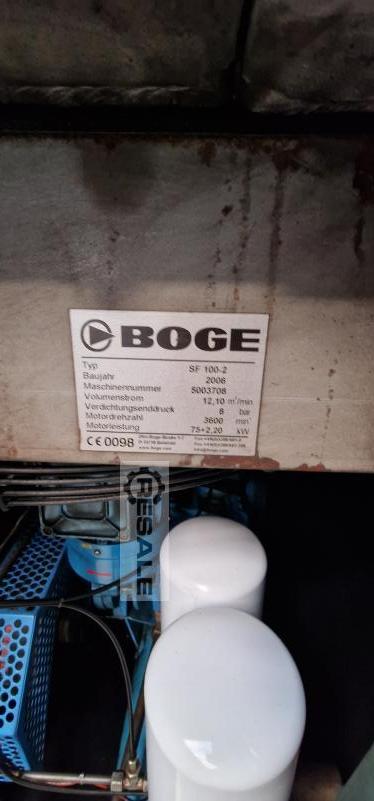 BOGE
Typ SF 100-2
Baujahr 2006
Maschinennummer 5003708
Volumenstrom 12,10 m³/min
Verdichtungsenddruck 8 bar
Motordrehzahl 3600 min
Motorleistung 75+2,20 kW
CE 0098
www.boge.com
RESALE